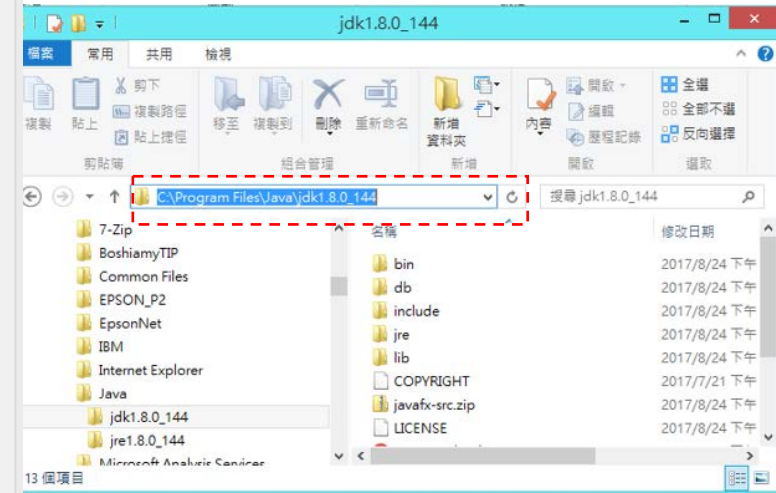 jdk1.8.0_144
檔案 常用 共用 檢視
複製 貼上 剪下 複製路徑 貼上捷徑
移至 複製到 刪除 重新命名
新增資料夾
內容 開啟 編輯 歷程記錄
全選 全部不選 反向選擇
剪貼簿 組合管理 新增 開啟 選取
C:\Program Files\Java\jdk1.8.0_144 搜尋 jdk1.8.0_144
7-Zip
BoshiamyTIP
Common Files
EPSON_P2
EpsonNet
IBM
Internet Explorer
Java
jdk1.8.0_144
jre1.8.0_144
Microsoft Analysis Services
名稱 修改日期
bin 2017/8/24 下午
db 2017/8/24 下午
include 2017/8/24 下午
jre 2017/8/24 下午
lib 2017/8/24 下午
COPYRIGHT 2017/7/21 下午
javafx-src.zip 2017/8/24 下午
LICENSE 2017/8/24 下午
13 個項目